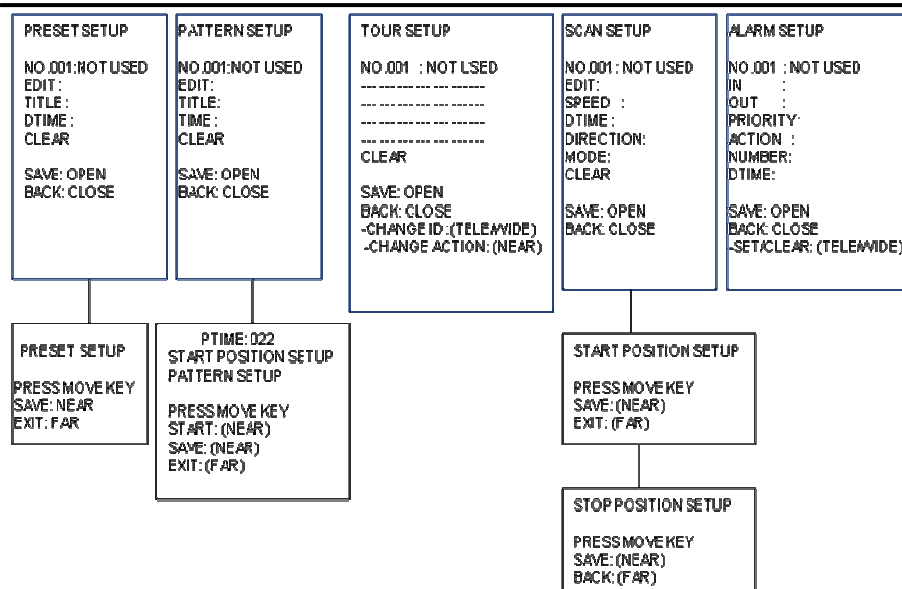 PRESET SETUP
NO.001:NOT USED
EDIT:
TITLE:
DTIME:
CLEAR
SAVE: OPEN
BACK: CLOSE
PATTERN SETUP
NO.001:NOT USED
EDIT:
TITLE:
TIME:
CLEAR
SAVE: OPEN
BACK: CLOSE
TOUR SETUP
NO.001 : NOT USED
--------------------
--------------------
--------------------
--------------------
CLEAR
SAVE: OPEN
BACK: CLOSE
-CHANGE ID:(TELE/WIDE)
-CHANGE ACTION:(NEAR)
SCAN SETUP
NO.001: NOT USED
EDIT:
SPEED :
DTIME:
DIRECTION:
MODE:
CLEAR
SAVE: OPEN
BACK: CLOSE
ALARM SETUP
NO.001 : NOT USED
IN :
OUT :
PRIORITY:
ACTION :
NUMBER:
DTIME:
SAVE: OPEN
BACK: CLOSE
-SET/CLEAR: (TELE/WIDE)
PRESET SETUP
PRESS MOVE KEY
SAVE: NEAR
EXIT: FAR
PTIME:022
START POSITION SETUP
PATTERN SETUP
PRESS MOVE KEY
START: (NEAR)
SAVE: (NEAR)
EXIT: (FAR)
START POSITION SETUP
PRESS MOVE KEY
SAVE: (NEAR)
EXIT: (FAR)
STOP POSITION SETUP
PRESS MOVE KEY
SAVE: (NEAR)
BACK: (FAR)